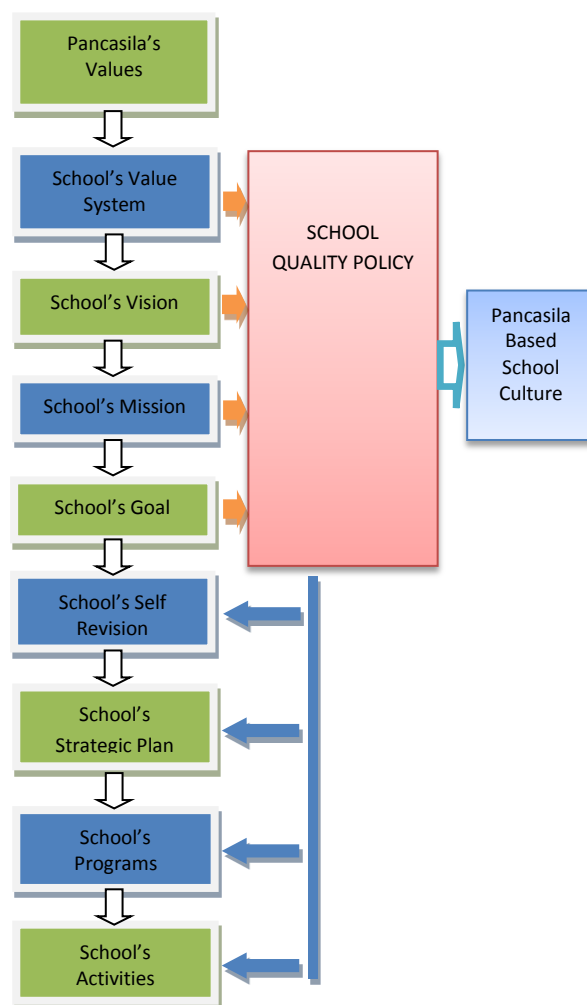 Pancasila's
Values
School's Value
System
SCHOOL
QUALITY POLICY
School's Vision
Pancasila
Based
School
Culture
School's Mission
School's Goal
School's Self
Revision
School's
Strategic Plan
School's
Programs
School's
Activities